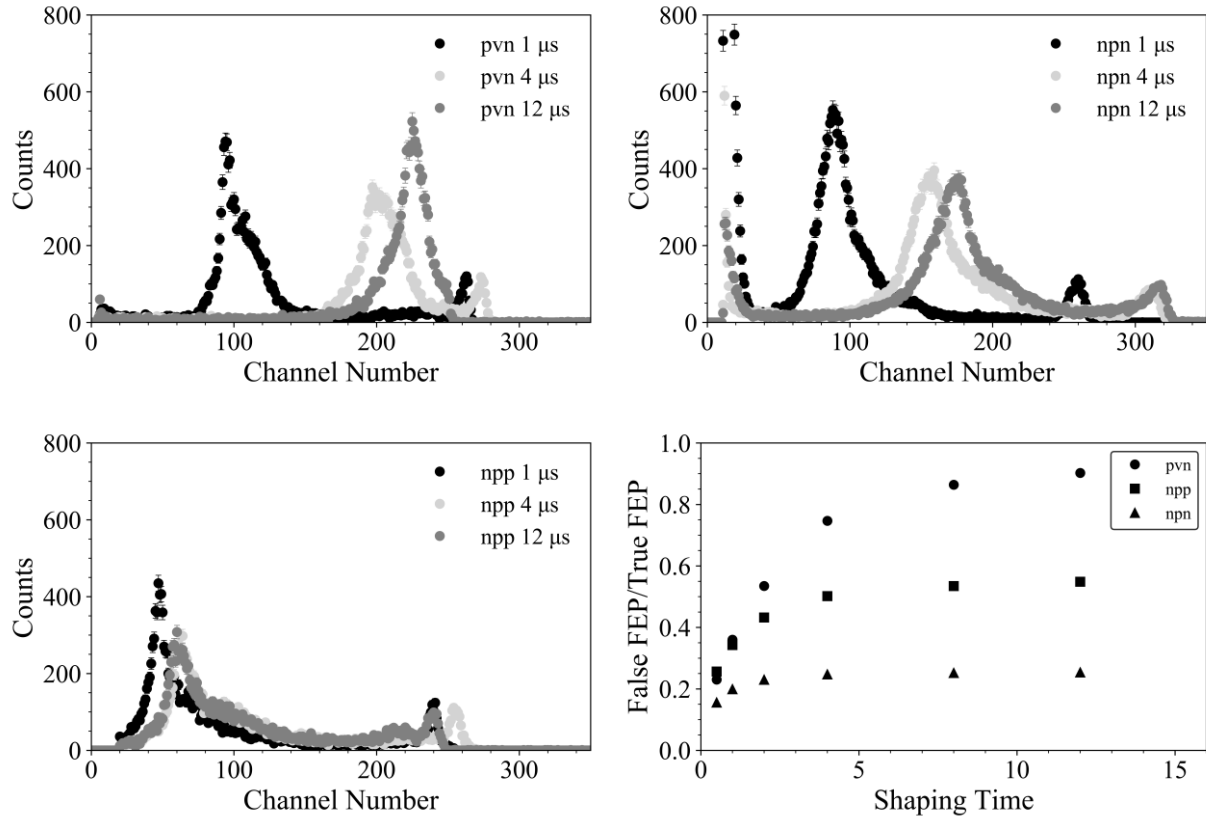 800
600
400
200
0
Counts
pvn 1 μs
pvn 4 μs
pvn 12 μs
0 100 200 300
Channel Number
800
600
400
200
0
Counts
npn 1 μs
npn 4 μs
npn 12 μs
0 100 200 300
Channel Number
800
600
400
200
0
Counts
npp 1 μs
npp 4 μs
npp 12 μs
0 100 200 300
Channel Number
1.0
0.8
0.6
0.4
0.2
0.0
False FEP/True FEP
pvn
npp
npn
0 5 10 15
Shaping Time